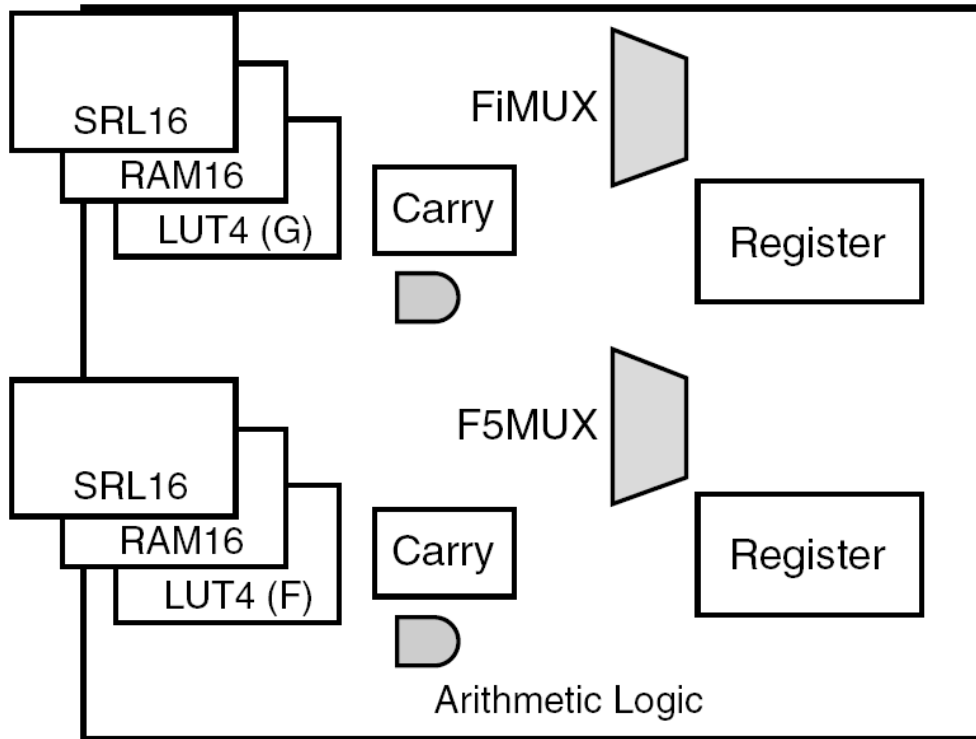 SRL16
RAM16
LUT4 (G)
Carry
FiMUX
Register
SRL16
RAM16
LUT4 (F)
Carry
F5MUX
Register
Arithmetic Logic